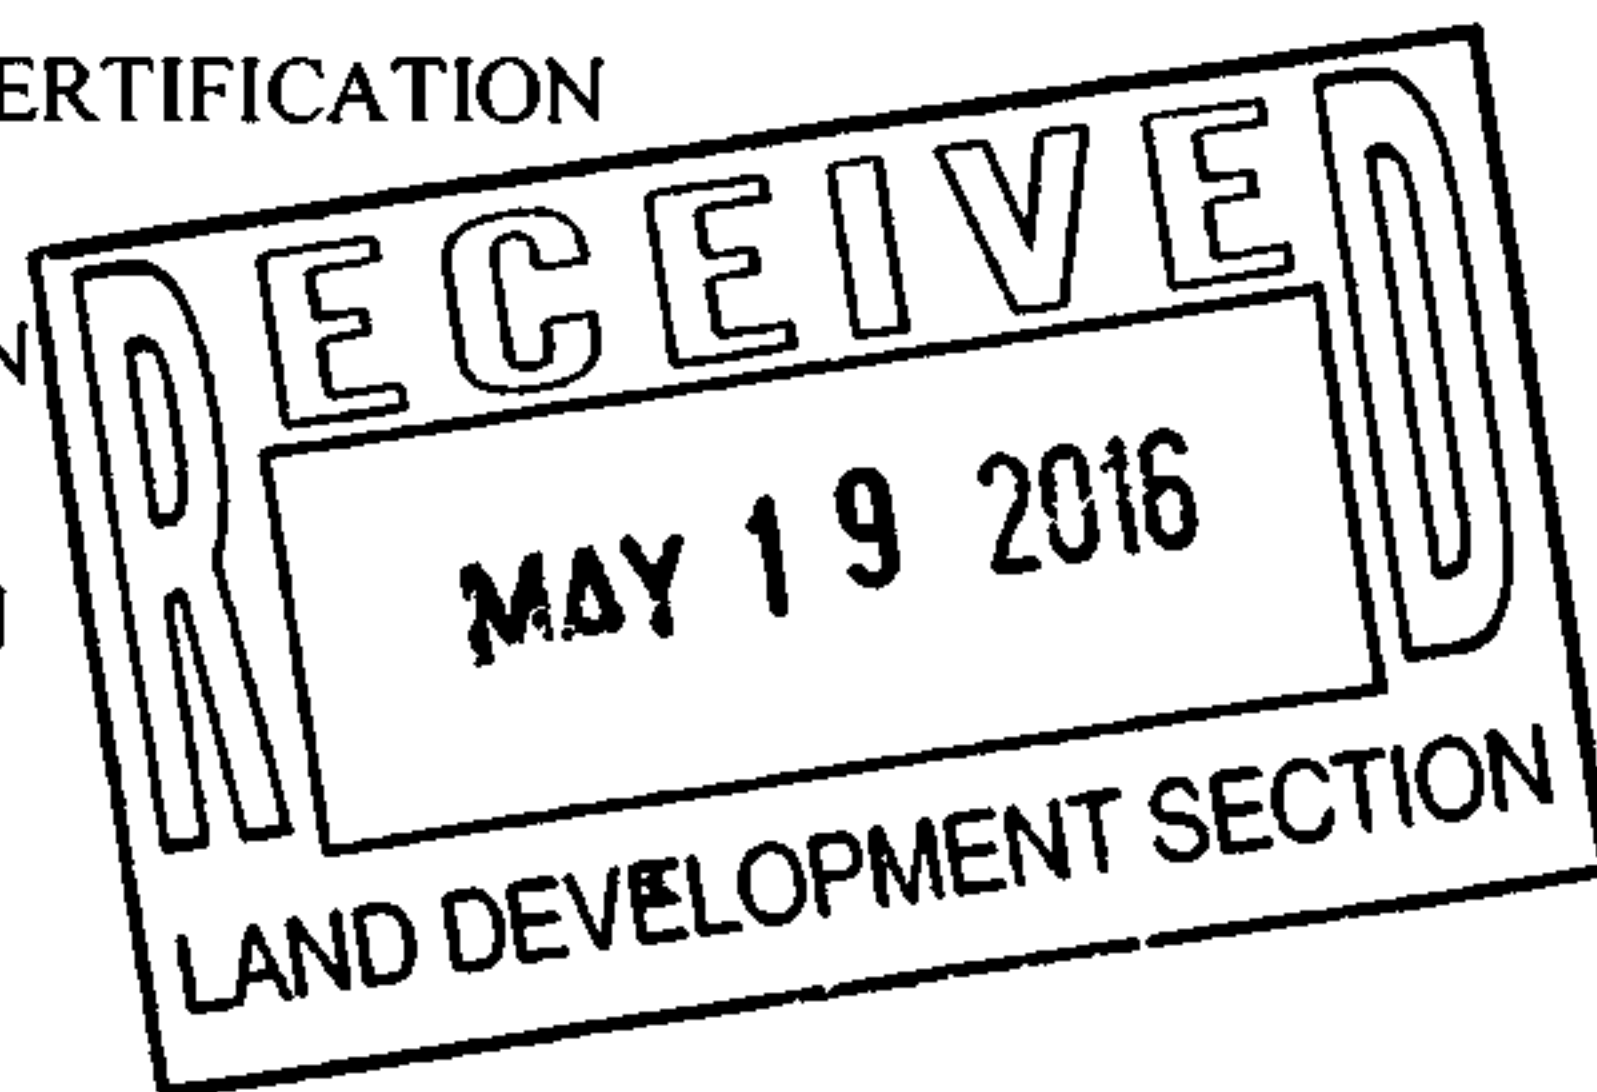 ERTIFICATION
RECEIVED
MAY 19 2016
LAND DEVELOPMENT SECTION